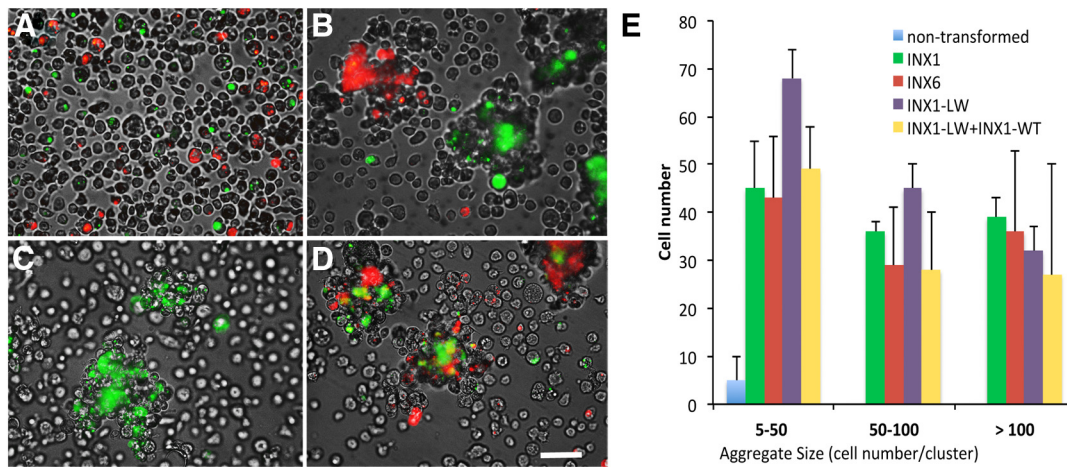 A
B
C
D
E
80
70
60
50
40
30
20
10
0
Cell number
non-transformed
INX1
INX6
INX1-LW
INX1-LW+INX1-WT
5-50
50-100
> 100
Aggregate Size (cell number/cluster)